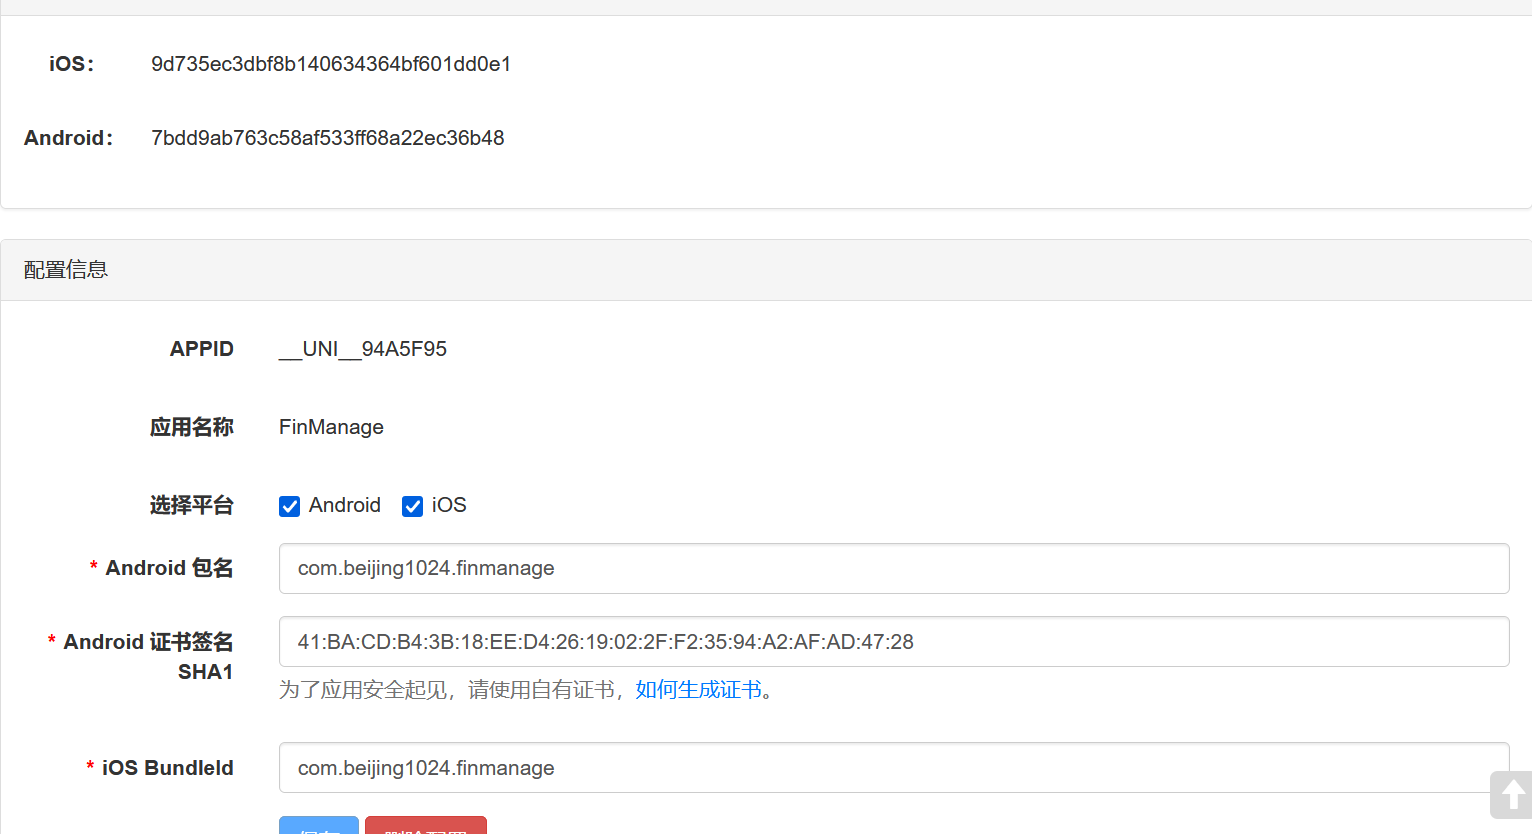 iOS： 9d735ec3dbf8b140634364bf601dd0e1
Android： 7bdd9ab763c58af533ff68a22ec36b48
配置信息
APPID __UNI__94A5F95
应用名称 FinManage
选择平台 Android iOS
* Android 包名 com.beijing1024.finmanage
* Android 证书签名 41:BA:CD:B4:3B:18:EE:D4:26:19:02:2F:F2:35:94:A2:AF:AD:47:28
SHA1
为了应用安全起见，请使用自有证书，如何生成证书。
* iOS BundleId com.beijing1024.finmanage